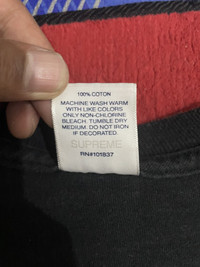 100% COTON
MACHINE WASH WARM
WITH LIKE COLORS
ONLY NON-CHLORINE
BLEACH. TUMBLE DRY
MEDIUM. DO NOT IRON
IF DECORATED.
SUPREME
RN#101837